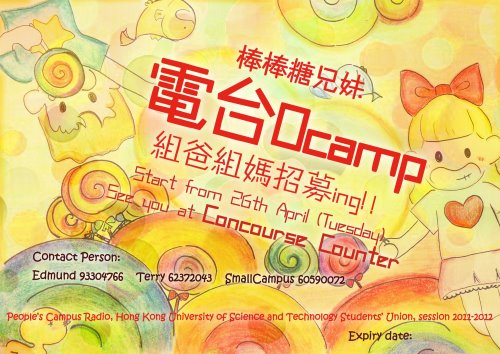 棒棒糖兄妹
電台Ocamp
組爸組媽招募ing!!
Start from 26th April (Tuesday)
See you at Concourse Counter
Contact Person:
Edmund 93304766 Terry 62372043 SmallCampus 60590072
People's Campus Radio, Hong Kong University of Science and Technology Students' Union, session 2011-2012
Expiry date: